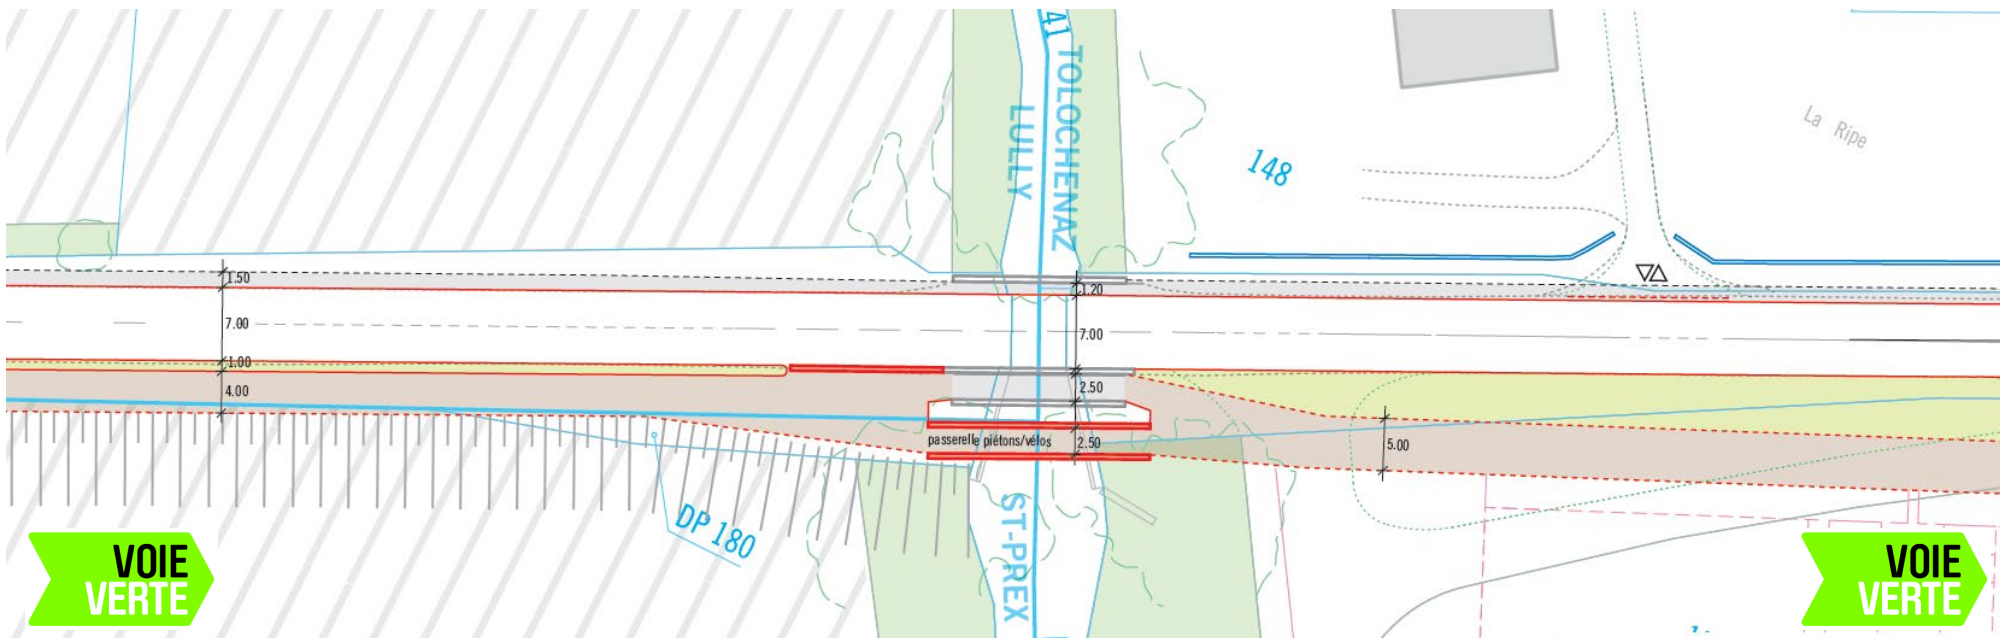 41
TOLOCHENAZ
LULLY
148
La Ripe
1.50
1.20
7.00
7.00
1.00
4.00
2.50
passerelle piétons/vélos
2.50
5.00
DP 180
ST-PREX
VOIE
VERTE
VOIE
VERTE